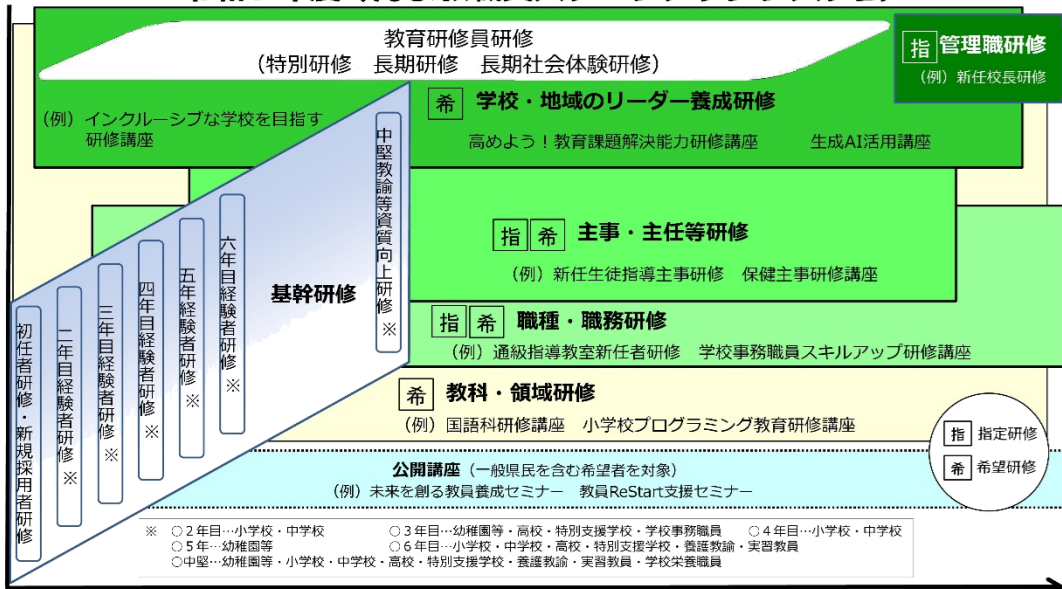 教育研修員研修
(特別研修　長期研修　長期社会体験研修)
指 管理職研修
(例) 新任校長研修
希 学校・地域のリーダー養成研修
(例) インクルーシブな学校を目指す
研修講座
高めよう！教育課題解決能力研修講座　生成AI活用講座
指 希 主事・主任等研修
(例) 新任生徒指導主事研修　保健主事研修講座
指 希 職種・職務研修
(例) 通級指導教室新任者研修　学校事務職員スキルアップ研修講座
希 教科・領域研修
(例) 国語科研修講座　小学校プログラミング教育研修講座
基幹研修
初任者研修・新規採用者研修
二年目経験者研修 ※
三年目経験者研修 ※
四年目経験者研修 ※
五年経験者研修 ※
六年目経験者研修 ※
中堅教諭等資質向上研修 ※
指 指定研修
希 希望研修
公開講座 (一般県民を含む希望者を対象)
(例) 未来を創る教員養成セミナー　教員ReStart支援セミナー
※ ○２年目…小学校・中学校　○３年目…幼稚園等・高校・特別支援学校・学校事務職員　○４年目…小学校・中学校
○５年…幼稚園等　○６年目…小学校・中学校・高校・特別支援学校・養護教諭・実習教員
○中堅…幼稚園等・小学校・中学校・高校・特別支援学校・養護教諭・実習教員・学校栄養職員